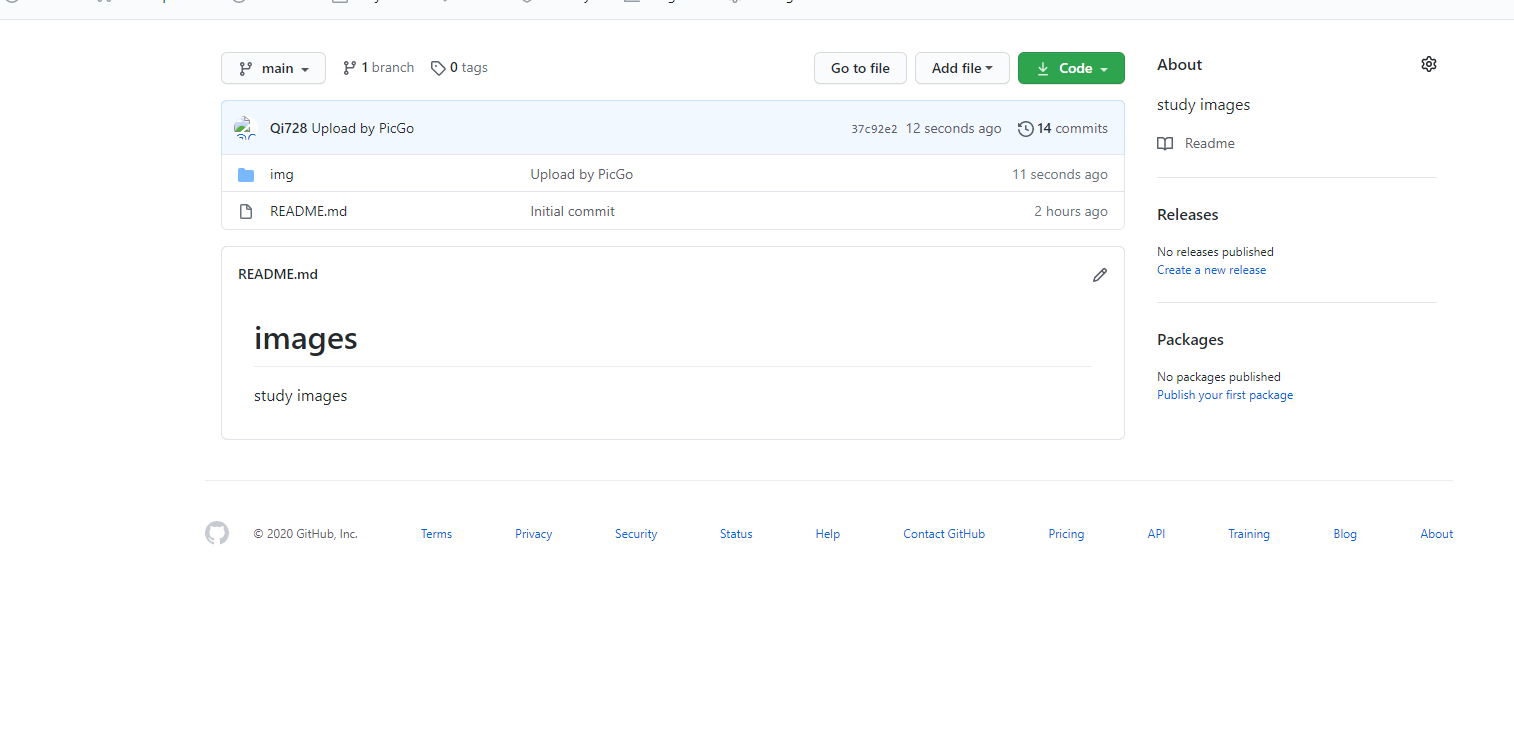 main 1 branch 0 tags Go to file Add file Code
Qi728 Upload by PicGo 37c92e2 12 seconds ago 14 commits
img Upload by PicGo 11 seconds ago
README.md Initial commit 2 hours ago
README.md
images
study images
About
study images
Readme
Releases
No releases published
Create a new release
Packages
No packages published
Publish your first package
© 2020 GitHub, Inc. Terms Privacy Security Status Help Contact GitHub Pricing API Training Blog About